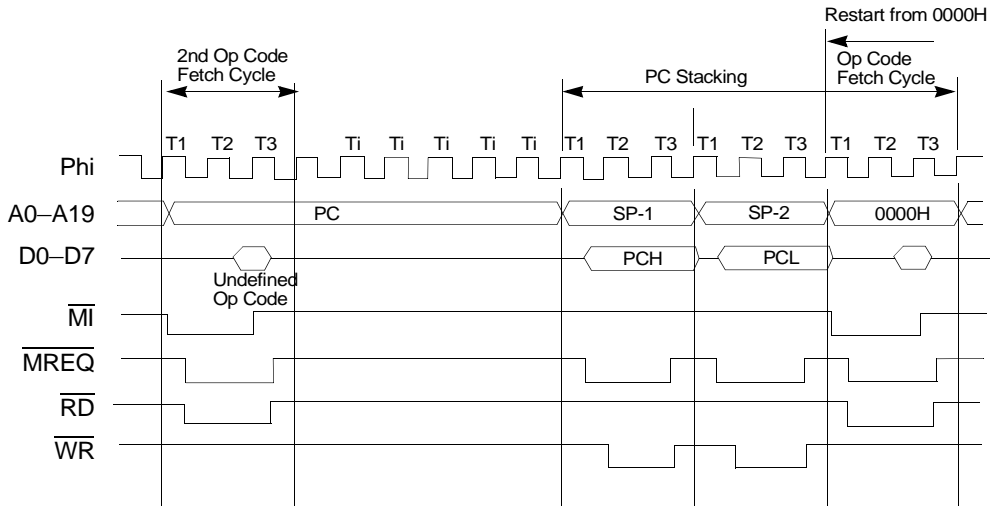 Restart from 0000H
2nd Op Code
Fetch Cycle
PC Stacking
Op Code
Fetch Cycle
T1 T2 T3 Ti Ti Ti Ti Ti T1 T2 T3 T1 T2 T3 T1 T2 T3
Phi
A0–A19 PC SP-1 SP-2 0000H
D0–D7 PCH PCL
Undefined
Op Code
MI
MREQ
RD
WR